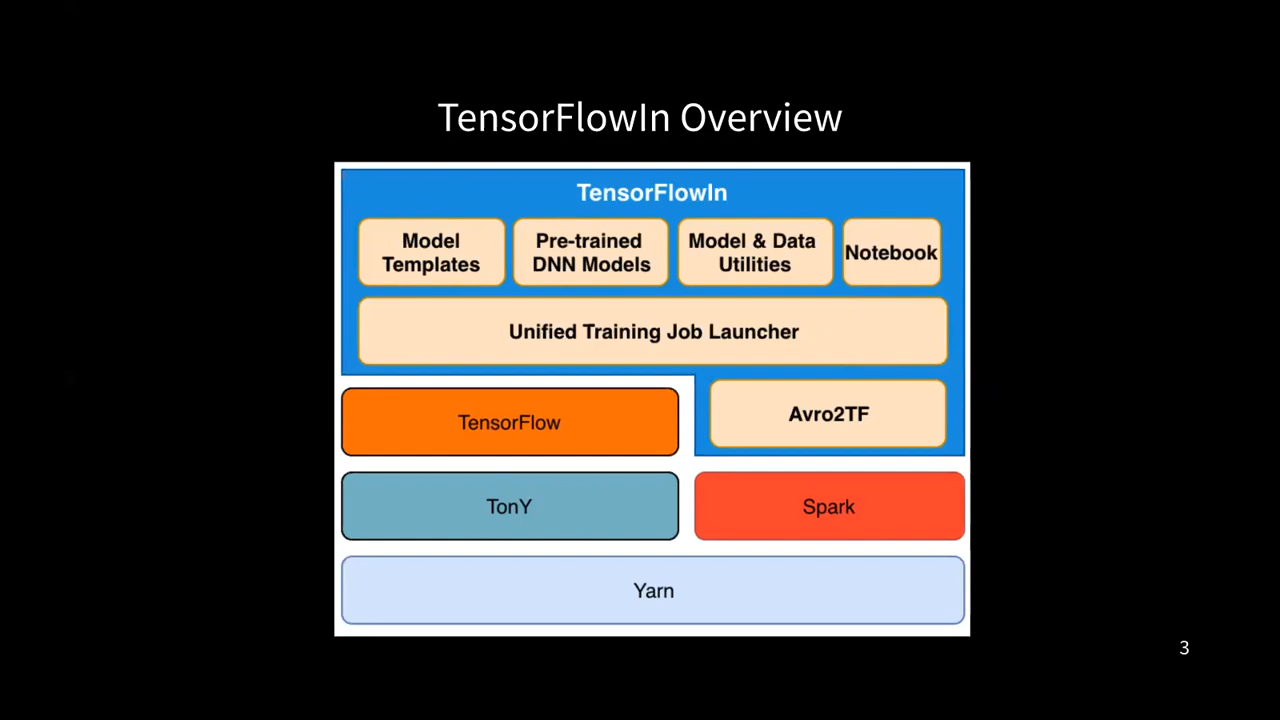 TensorFlowIn Overview
TensorFlowIn
Model
Templates
Pre-trained
DNN Models
Model & Data
Utilities
Notebook
Unified Training Job Launcher
TensorFlow
Avro2TF
TonY
Spark
Yarn
3